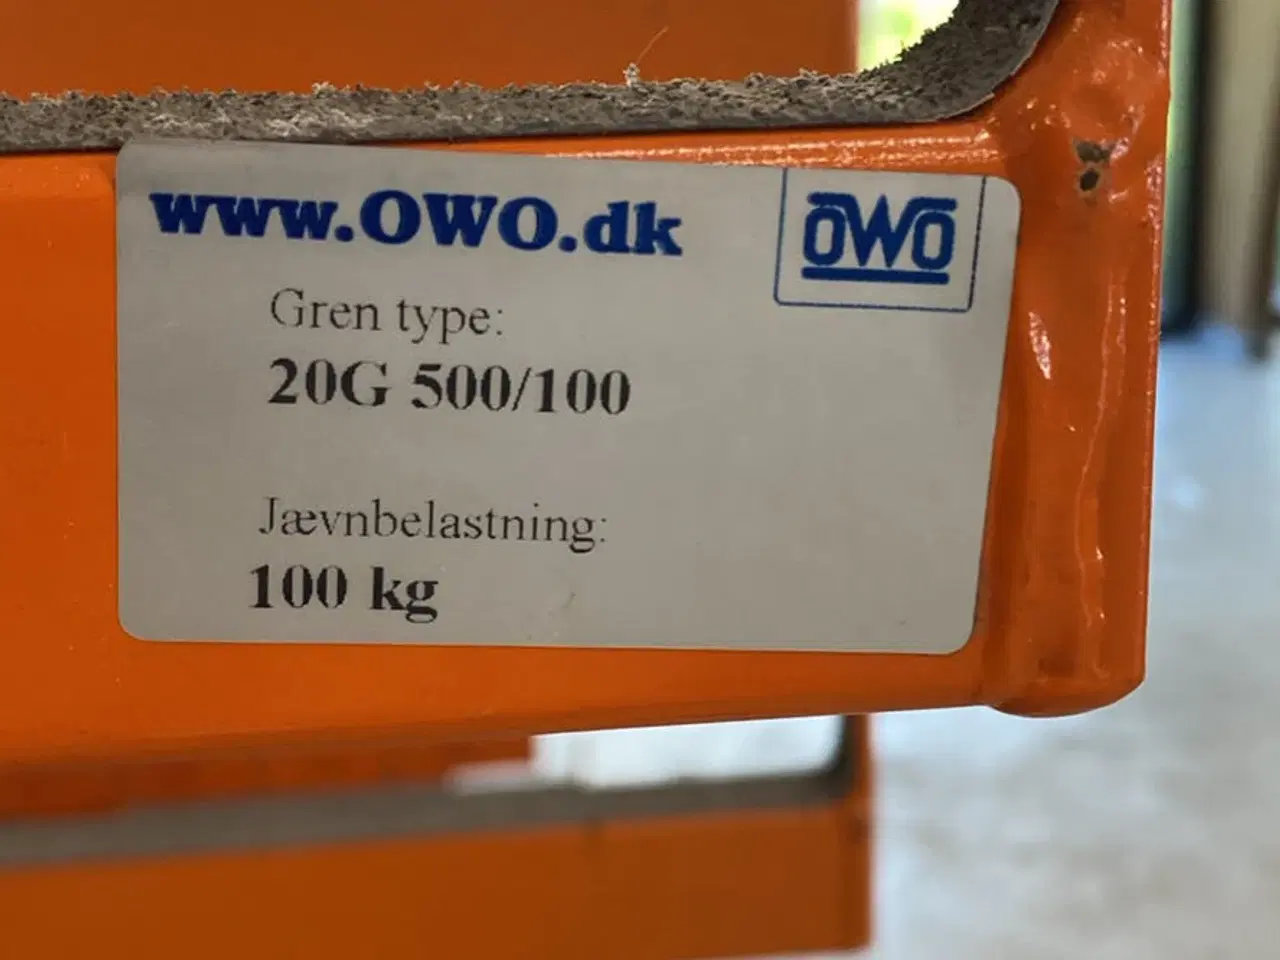 www.OWO.dk
OWO
Gren type:
20G 500/100
Jævnbelastning:
100 kg